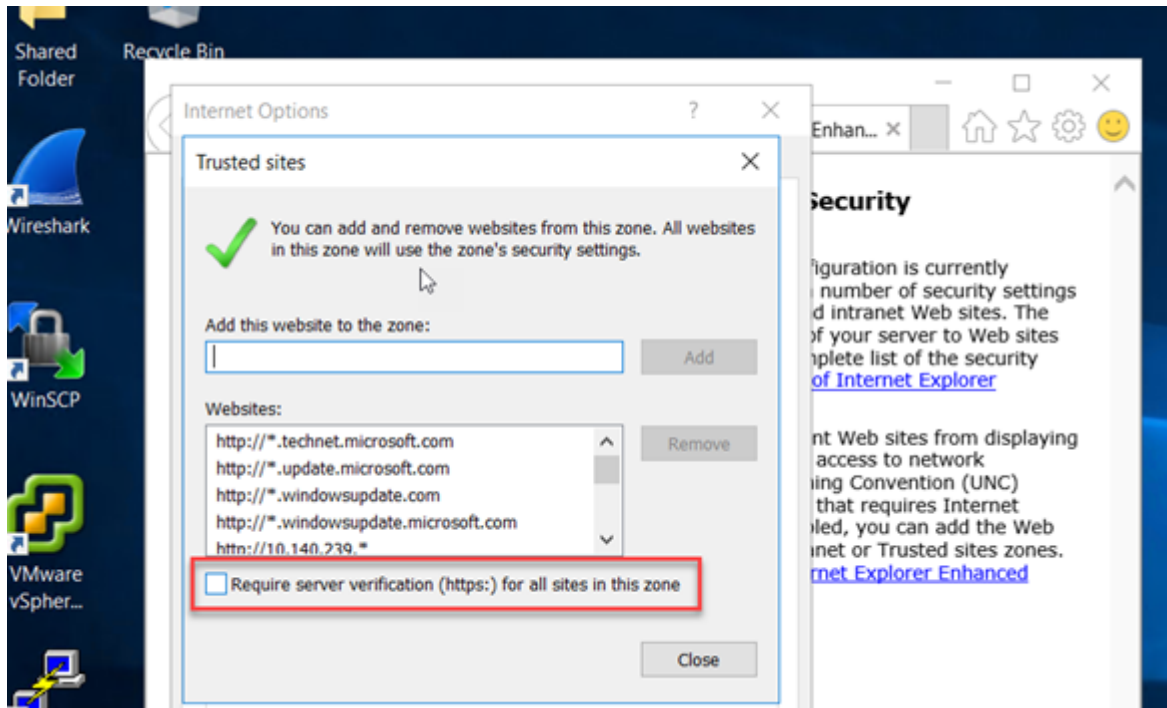 Shared
Folder
Recycle Bin
Wireshark
WinSCP
VMware
vSpher...
Internet Options
?
Trusted sites
You can add and remove websites from this zone. All websites
in this zone will use the zone's security settings.
Add this website to the zone:
Add
Websites:
http://*.technet.microsoft.com
http://*.update.microsoft.com
http://*.windowsupdate.com
http://*.windowsupdate.microsoft.com
http://10.140.239.*
Remove
Require server verification (https:) for all sites in this zone
Close
Enhan...
Security
figuration is currently
number of security settings
d intranet Web sites. The
of your server to Web sites
nplete list of the security
of Internet Explorer
nt Web sites from displaying
access to network
ning Convention (UNC)
that requires Internet
bled, you can add the Web
anet or Trusted sites zones.
rnet Explorer Enhanced